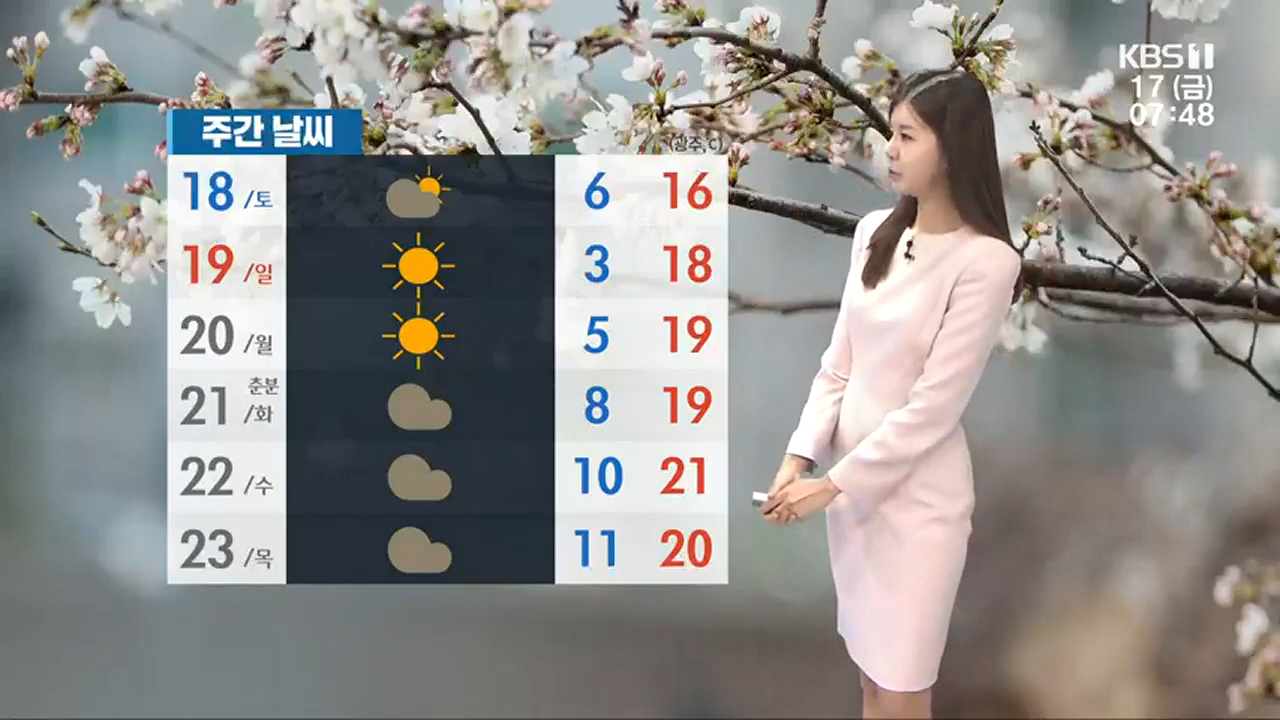 KBS 1
17 (금)
07:48
주간 날씨
(광주,℃)
18 /토 6 16
19 /일 3 18
20 /월 5 19
21 춘분 /화 8 19
22 /수 10 21
23 /목 11 20